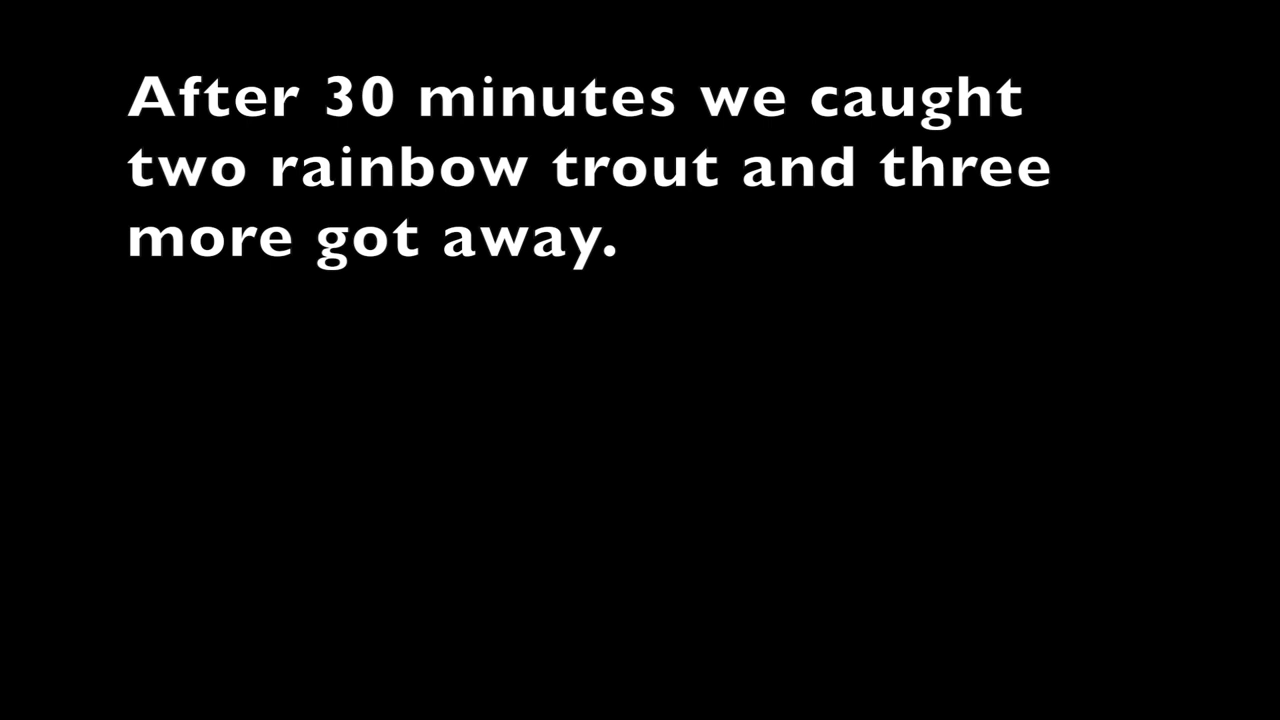 After 30 minutes we caught
two rainbow trout and three
more got away.